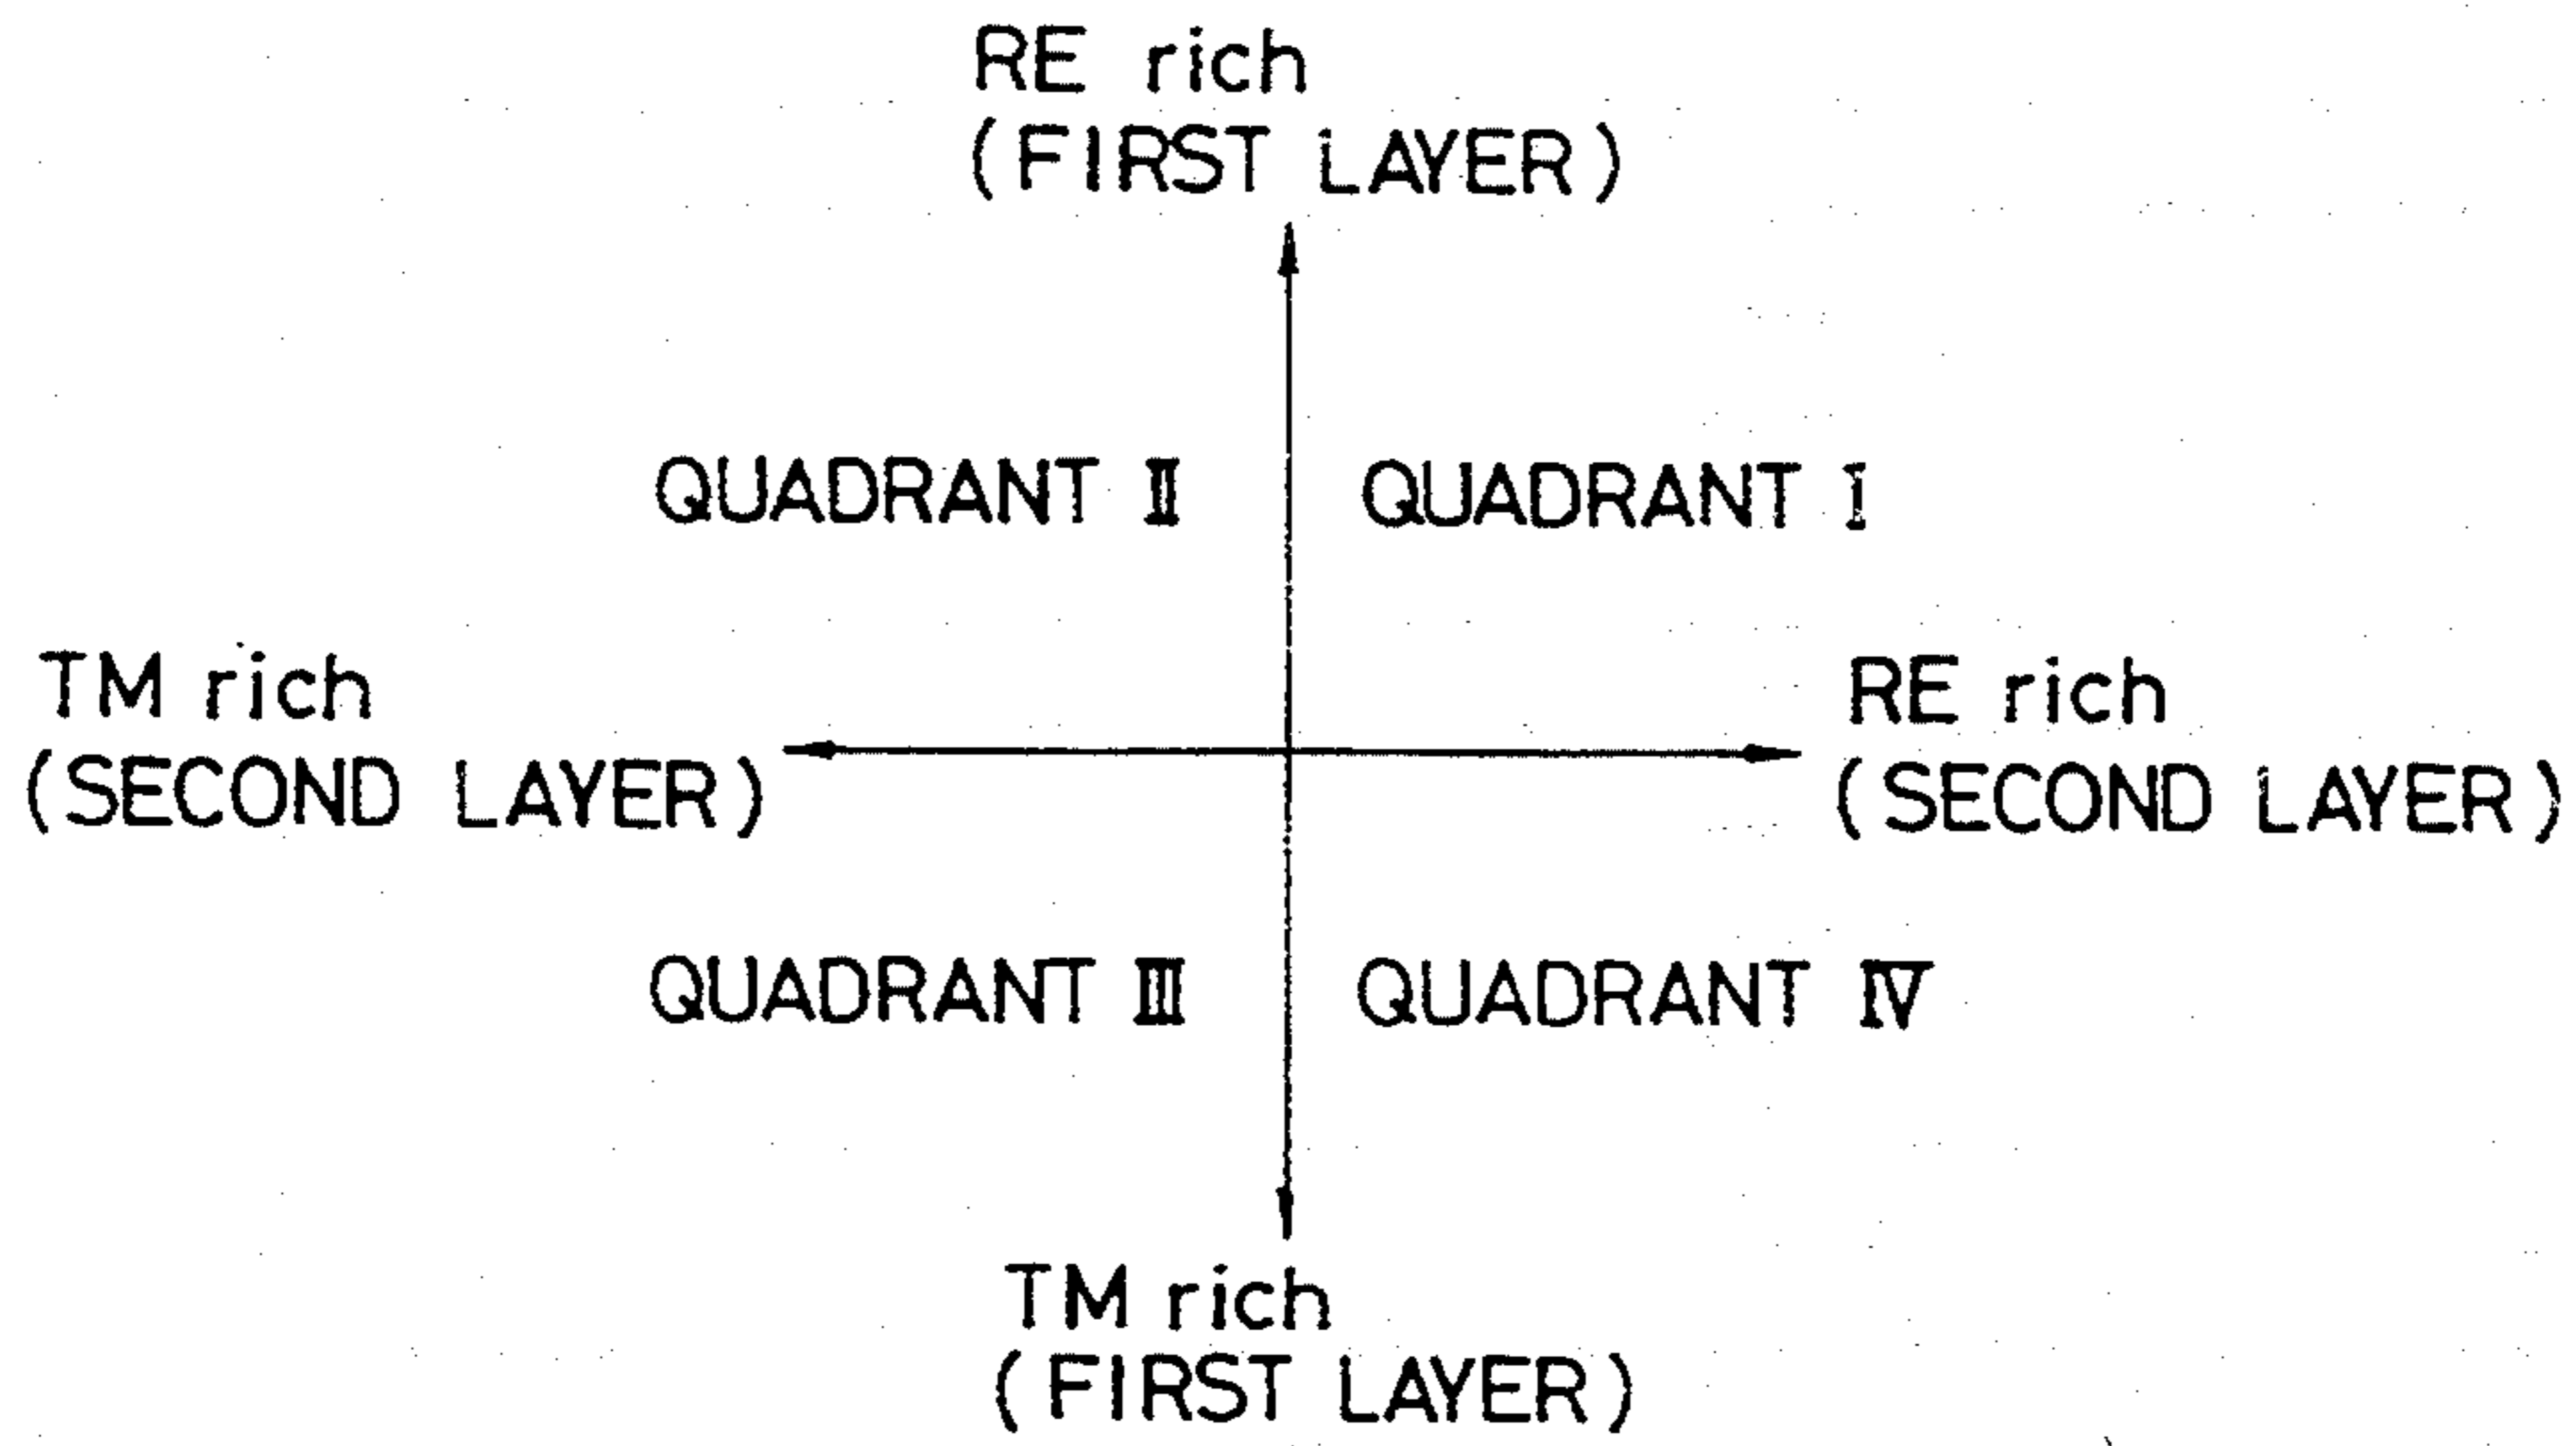 RE rich
(FIRST LAYER)
QUADRANT II
QUADRANT I
TM rich
(SECOND LAYER)
RE rich
(SECOND LAYER)
QUADRANT III
QUADRANT IV
TM rich
(FIRST LAYER)